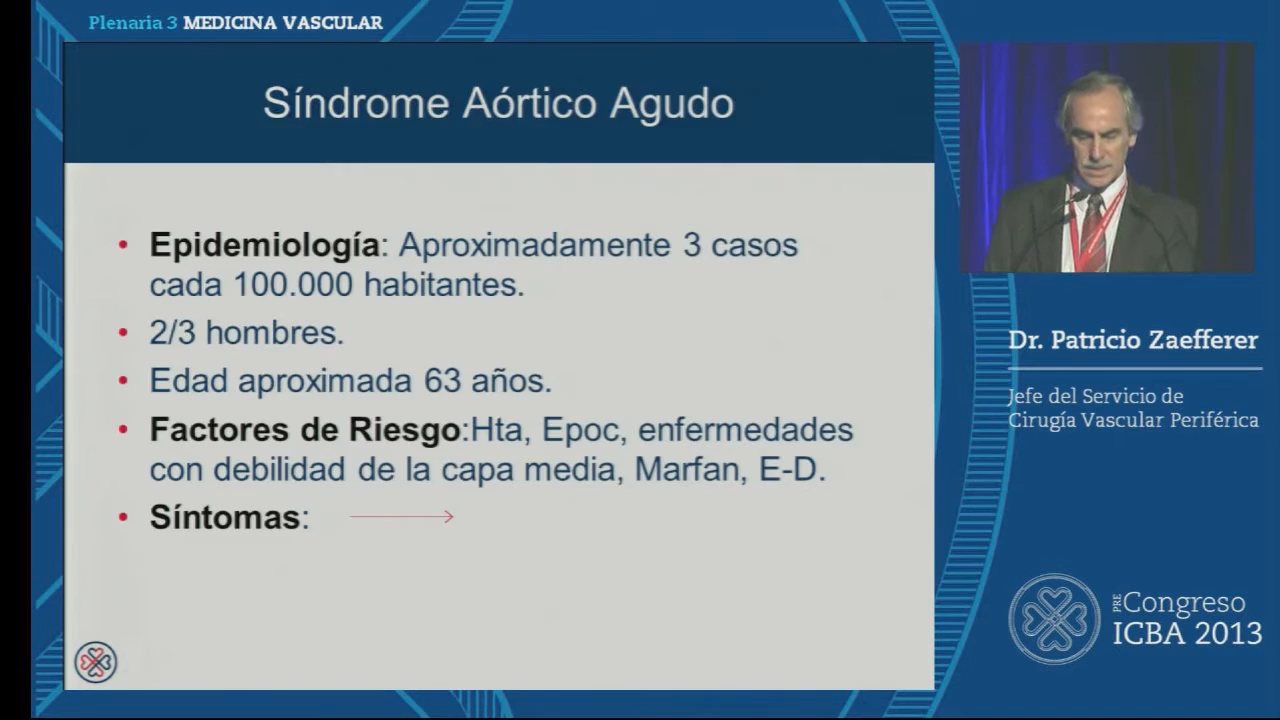 Plenaria 3 MEDICINA VASCULAR
Síndrome Aórtico Agudo
• Epidemiología: Aproximadamente 3 casos
cada 100.000 habitantes.
• 2/3 hombres.
• Edad aproximada 63 años.
• Factores de Riesgo:Hta, Epoc, enfermedades
con debilidad de la capa media, Marfan, E-D.
• Síntomas:
Dr. Patricio Zaefferer
Jefe del Servicio de
Cirugía Vascular Periférica
PRE Congreso
ICBA 2013